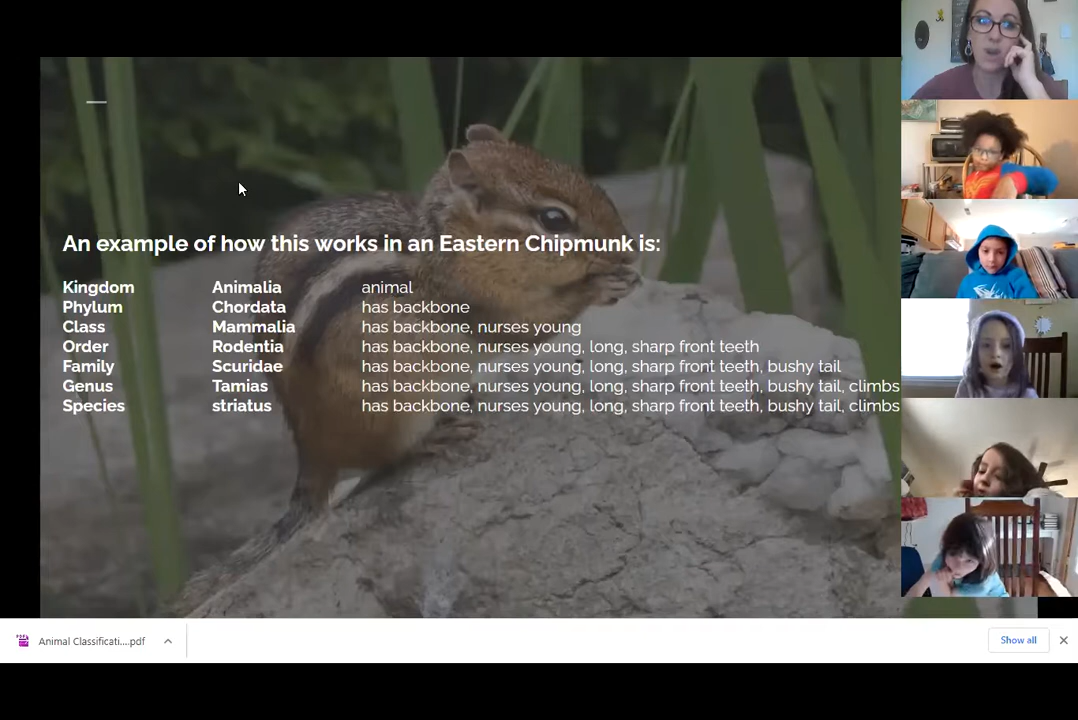 An example of how this works in an Eastern Chipmunk is:
Kingdom Animalia animal
Phylum Chordata has backbone
Class Mammalia has backbone, nurses young
Order Rodentia has backbone, nurses young, long, sharp front teeth
Family Scuridae has backbone, nurses young, long, sharp front teeth, bushy tail
Genus Tamias has backbone, nurses young, long, sharp front teeth, bushy tail, climbs
Species striatus has backbone, nurses young, long, sharp front teeth, bushy tail, climbs
Animal Classificati....pdf
Show all